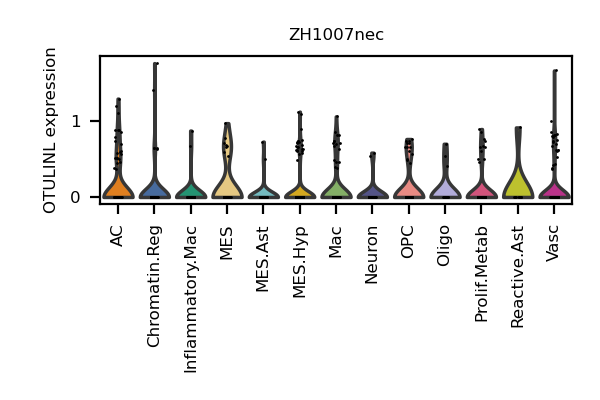 ZH1007nec
OTULINL expression
1
0
AC
Chromatin.Reg
Inflammatory.Mac
MES
MES.Ast
MES.Hyp
Mac
Neuron
OPC
Oligo
Prolif.Metab
Reactive.Ast
Vasc